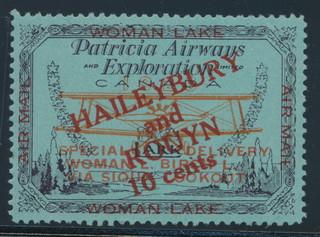 WOMAN LAKE
Patricia Airways
AND Exploration LIMITED
CANADA
HAILEYBURY
and
ROUYN
10 cents
AIR MAIL
AIR MAIL
SPECIAL DELIVERY
WOMAN BIRCH L.
VIA SIOUX LOOKOUT
WOMAN LAKE